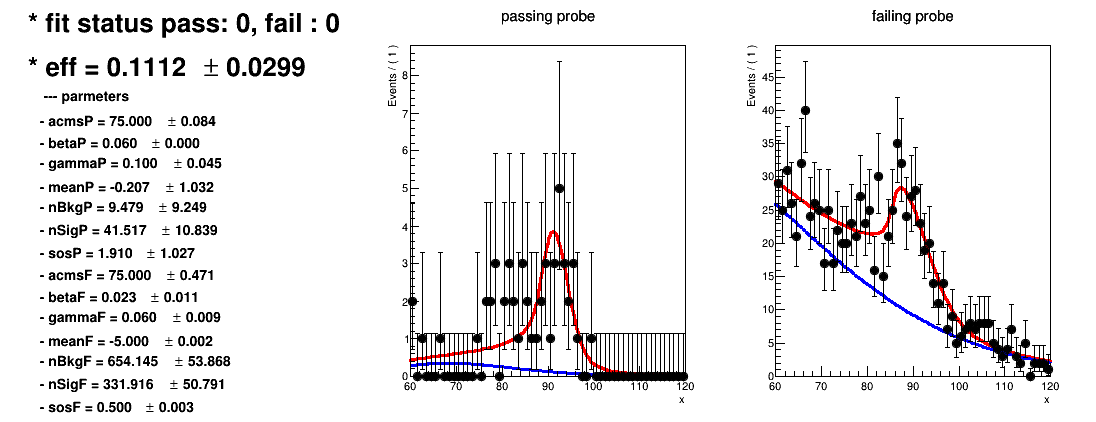 * fit status pass: 0, fail : 0
* eff = 0.1112 ± 0.0299
--- parmeters
- acmsP = 75.000 ± 0.084
- betaP = 0.060 ± 0.000
- gammaP = 0.100 ± 0.045
- meanP = -0.207 ± 1.032
- nBkgP = 9.479 ± 9.249
- nSigP = 41.517 ± 10.839
- sosP = 1.910 ± 1.027
- acmsF = 75.000 ± 0.471
- betaF = 0.023 ± 0.011
- gammaF = 0.060 ± 0.009
- meanF = -5.000 ± 0.002
- nBkgF = 654.145 ± 53.868
- nSigF = 331.916 ± 50.791
- sosF = 0.500 ± 0.003
passing probe
Events / ( 1 )
8
7
6
5
4
3
2
1
0
60 70 80 90 100 110 120
x
failing probe
Events / ( 1 )
45
40
35
30
25
20
15
10
5
0
60 70 80 90 100 110 120
x